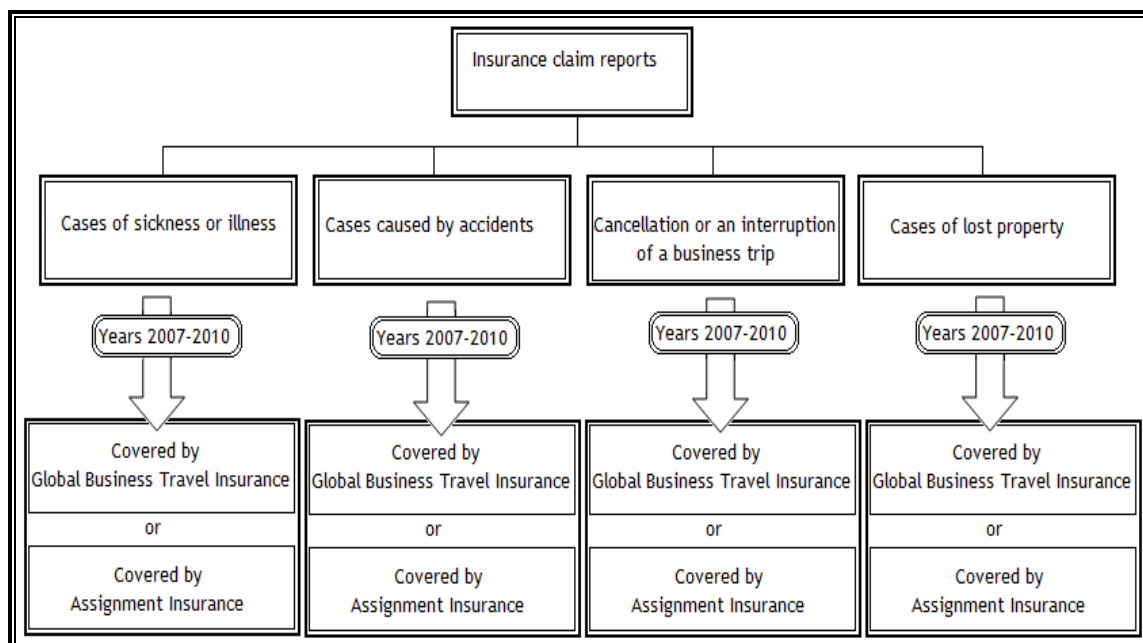 Insurance claim reports
Cases of sickness or illness
Cases caused by accidents
Cancellation or an interruption
of a business trip
Cases of lost property
Years 2007-2010
Years 2007-2010
Years 2007-2010
Years 2007-2010
Covered by
Global Business Travel Insurance
or
Covered by
Assignment Insurance
Covered by
Global Business Travel Insurance
or
Covered by
Assignment Insurance
Covered by
Global Business Travel Insurance
or
Covered by
Assignment Insurance
Covered by
Global Business Travel Insurance
or
Covered by
Assignment Insurance